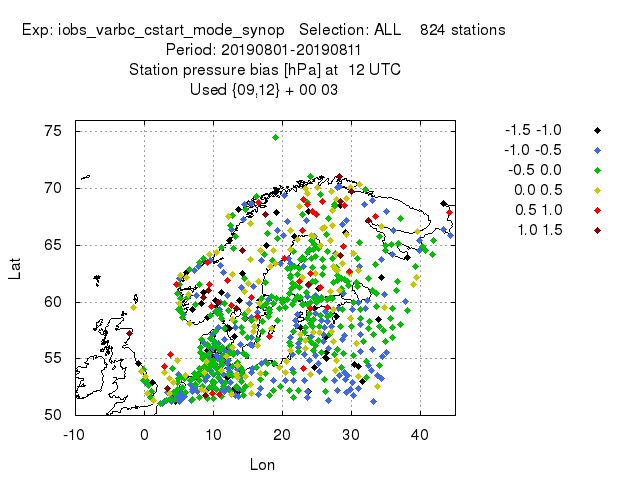 Exp: iobs_varbc_cstart_mode_synop   Selection: ALL    824 stations
Period: 20190801-20190811
Station pressure bias [hPa] at  12 UTC
Used {09,12} + 00 03
-1.5 -1.0
-1.0 -0.5
-0.5 0.0
0.0 0.5
0.5 1.0
1.0 1.5
75
70
65
60
55
50
Lat
-10 0 10 20 30 40
Lon